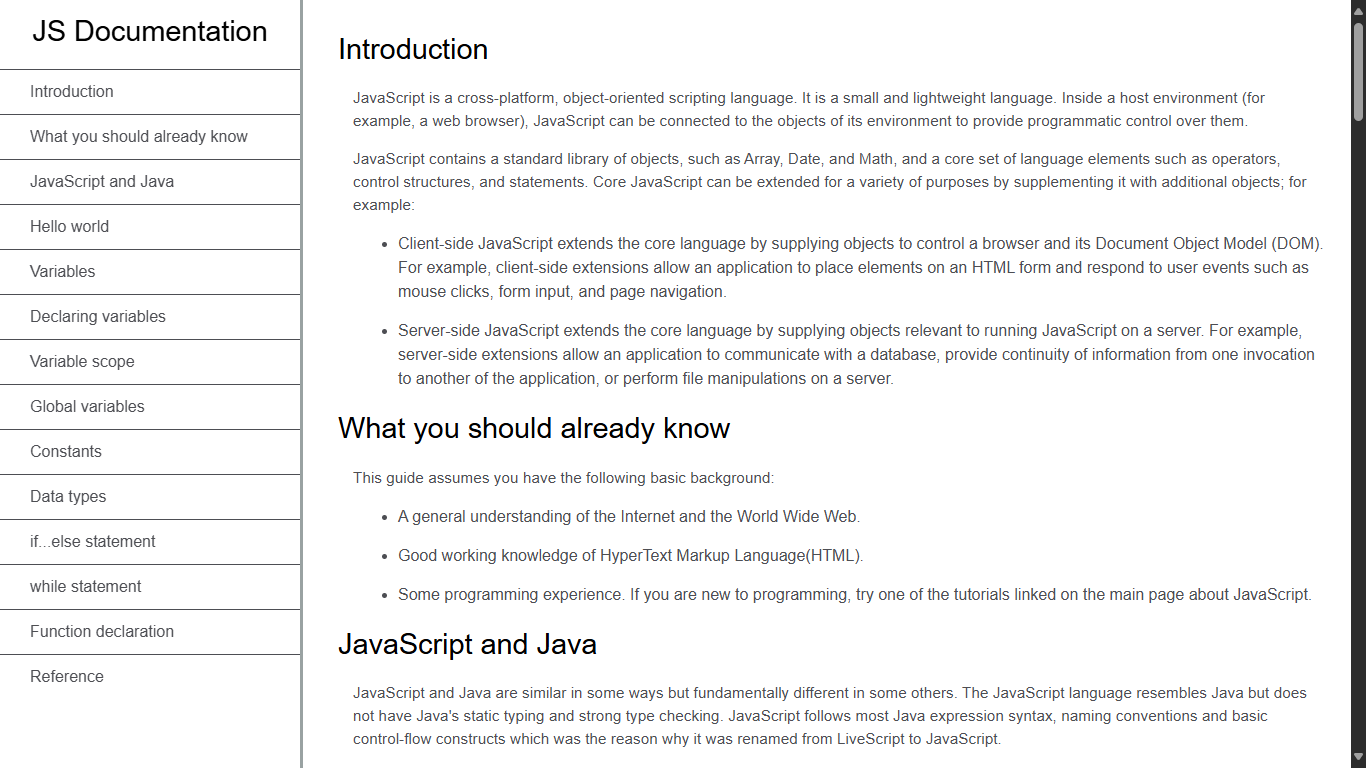 JS Documentation
Introduction
What you should already know
JavaScript and Java
Hello world
Variables
Declaring variables
Variable scope
Global variables
Constants
Data types
if...else statement
while statement
Function declaration
Reference
Introduction
JavaScript is a cross-platform, object-oriented scripting language. It is a small and lightweight language. Inside a host environment (for
example, a web browser), JavaScript can be connected to the objects of its environment to provide programmatic control over them.
JavaScript contains a standard library of objects, such as Array, Date, and Math, and a core set of language elements such as operators,
control structures, and statements. Core JavaScript can be extended for a variety of purposes by supplementing it with additional objects; for
example:
• Client-side JavaScript extends the core language by supplying objects to control a browser and its Document Object Model (DOM).
For example, client-side extensions allow an application to place elements on an HTML form and respond to user events such as
mouse clicks, form input, and page navigation.
• Server-side JavaScript extends the core language by supplying objects relevant to running JavaScript on a server. For example,
server-side extensions allow an application to communicate with a database, provide continuity of information from one invocation
to another of the application, or perform file manipulations on a server.
What you should already know
This guide assumes you have the following basic background:
• A general understanding of the Internet and the World Wide Web.
• Good working knowledge of HyperText Markup Language(HTML).
• Some programming experience. If you are new to programming, try one of the tutorials linked on the main page about JavaScript.
JavaScript and Java
JavaScript and Java are similar in some ways but fundamentally different in some others. The JavaScript language resembles Java but does
not have Java's static typing and strong type checking. JavaScript follows most Java expression syntax, naming conventions and basic
control-flow constructs which was the reason why it was renamed from LiveScript to JavaScript.